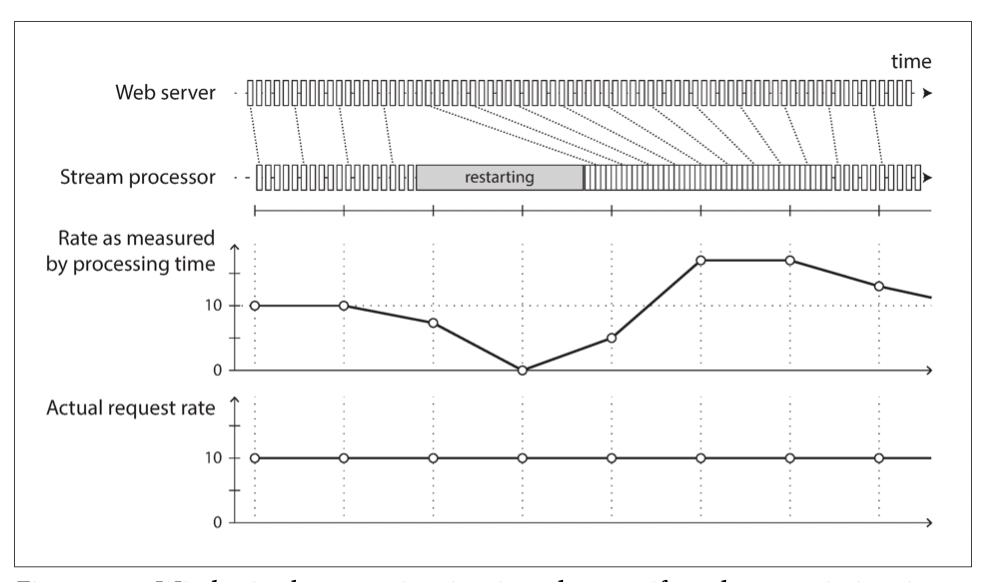 time
Web server
Stream processor
restarting
Rate as measured
by processing time
10
0
Actual request rate
10
0